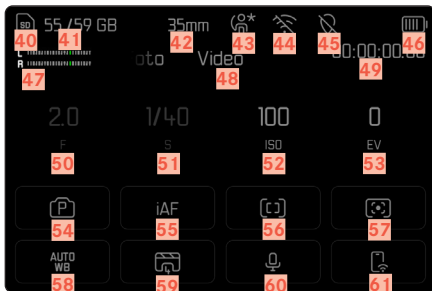 SD 55/59 GB 35mm
40 41 42 43 44 45 46
L
R 00:00:00.00
47 oto Video 49
48
2.0 1/40 100 0
F S ISO EV
50 51 52 53
P iAF
54 55 56 57
AUTO
WB
58 59 60 61